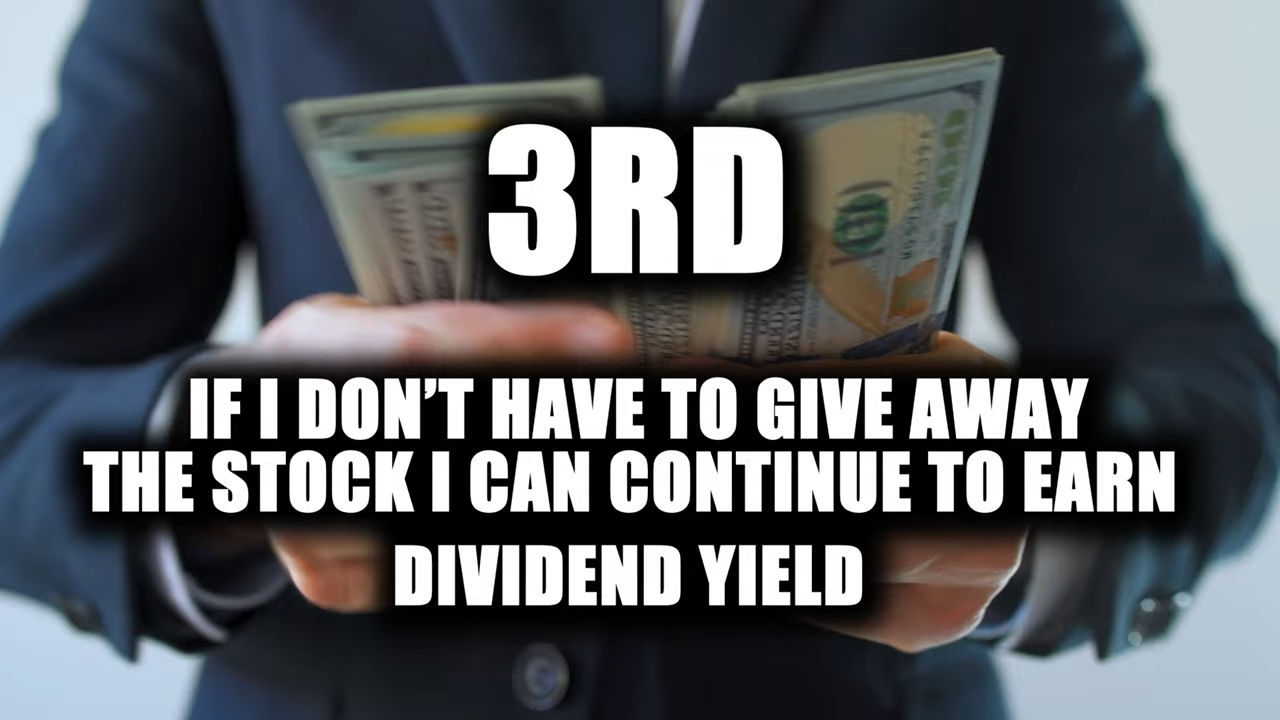 3RD
IF I DON'T HAVE TO GIVE AWAY
THE STOCK I CAN CONTINUE TO EARN
DIVIDEND YIELD